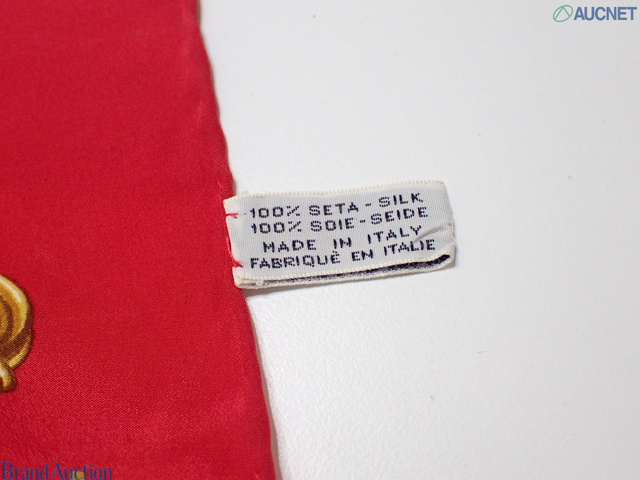 AUCNET
100% SETA - SILK
100% SOIE - SEIDE
MADE IN ITALY
FABRIQUÉ EN ITALIE
Brand Auction